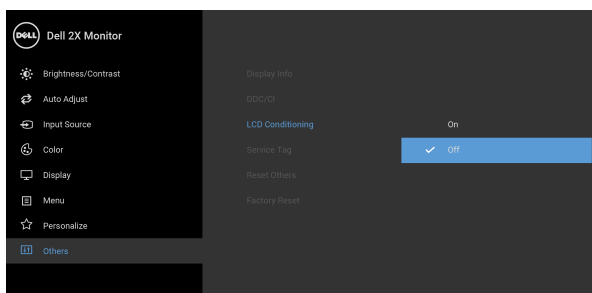 DELL
Dell 2X Monitor
Brightness/Contrast
Auto Adjust
Input Source
Color
Display
Menu
Personalize
Others
Display Info
DDC/CI
LCD Conditioning
Service Tag
Reset Others
Factory Reset
On
Off